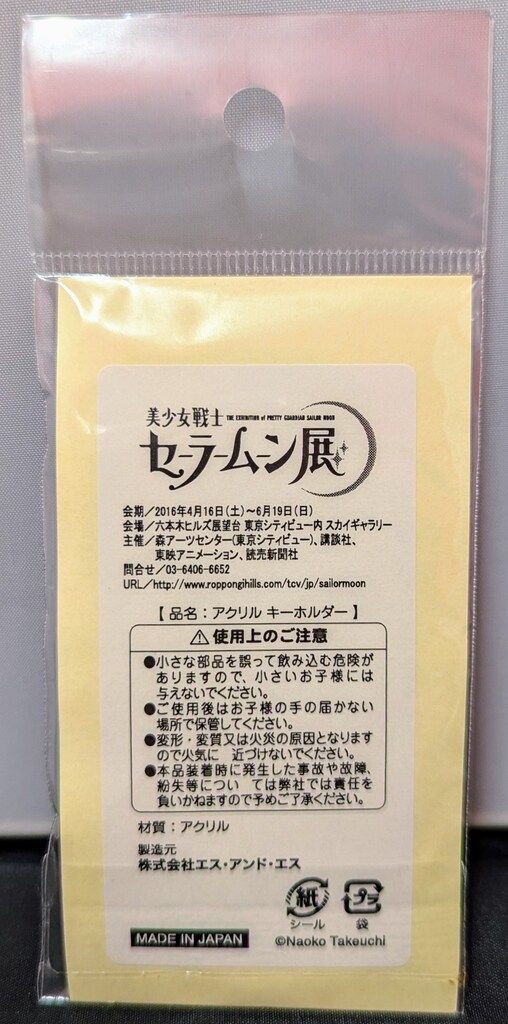 美少女戦士 THE EXHIBITION of PRETTY GUARDIAN SAILOR MOON
セーラームーン展
会期／2016年4月16日(土)～6月19日(日)
会場／六本木ヒルズ展望台 東京シティビュー内 スカイギャラリー
主催／森アーツセンター(東京シティビュー)、講談社、
東映アニメーション、読売新聞社
問合せ／03-6406-6652
URL／http://www.roppongihills.com/tcv/jp/sailormoon
【 品名：アクリル キーホルダー 】
⚠使用上のご注意
●小さな部品を誤って飲み込む危険が
ありますので、小さいお子様には
与えないでください。
●ご使用後はお子様の手の届かない
場所で保管してください。
●変形・変質又は火災の原因となります
ので火気に 近づけないでください。
●本品装着時に発生した事故や故障、
紛失等につい ては弊社では責任を
負いかねますので予めご了承ください。
材質：アクリル
製造元
株式会社エス・アンド・エス
紙 プラ
シール 袋
MADE IN JAPAN ©Naoko Takeuchi